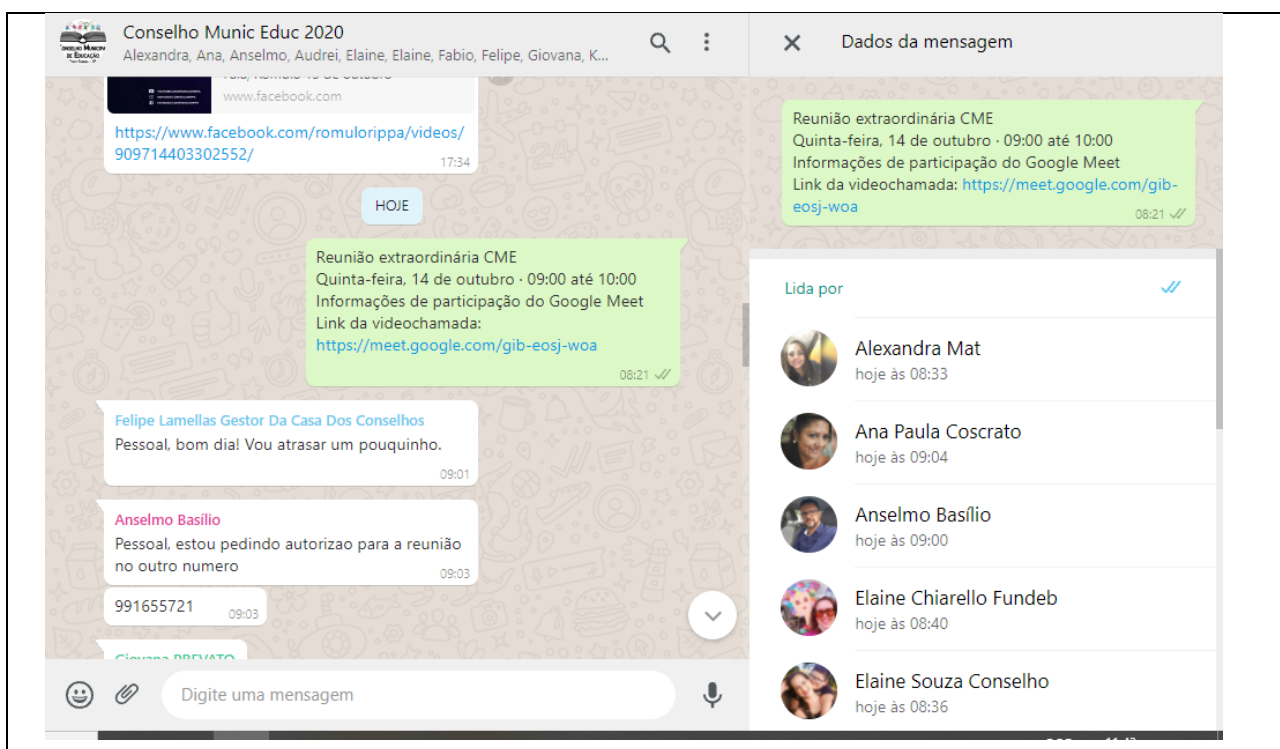 Conselho Munic Educ 2020
Alexandra, Ana, Anselmo, Audrei, Elaine, Elaine, Fabio, Felipe, Giovana, K...
www.facebook.com
https://www.facebook.com/romulorippa/videos/
909714403302552/
17:34
HOJE
Reunião extraordinária CME
Quinta-feira, 14 de outubro · 09:00 até 10:00
Informações de participação do Google Meet
Link da videochamada:
https://meet.google.com/gib-eosj-woa
08:21
Felipe Lamellas Gestor Da Casa Dos Conselhos
Pessoal, bom dia! Vou atrasar um pouquinho.
09:01
Anselmo Basílio
Pessoal, estou pedindo autorizao para a reunião
no outro numero
09:03
991655721
09:03
Giovana PREVATO
Digite uma mensagem
Dados da mensagem
Reunião extraordinária CME
Quinta-feira, 14 de outubro · 09:00 até 10:00
Informações de participação do Google Meet
Link da videochamada: https://meet.google.com/gib-
eosj-woa
08:21
Lida por
Alexandra Mat
hoje às 08:33
Ana Paula Coscrato
hoje às 09:04
Anselmo Basílio
hoje às 09:00
Elaine Chiarello Fundeb
hoje às 08:40
Elaine Souza Conselho
hoje às 08:36